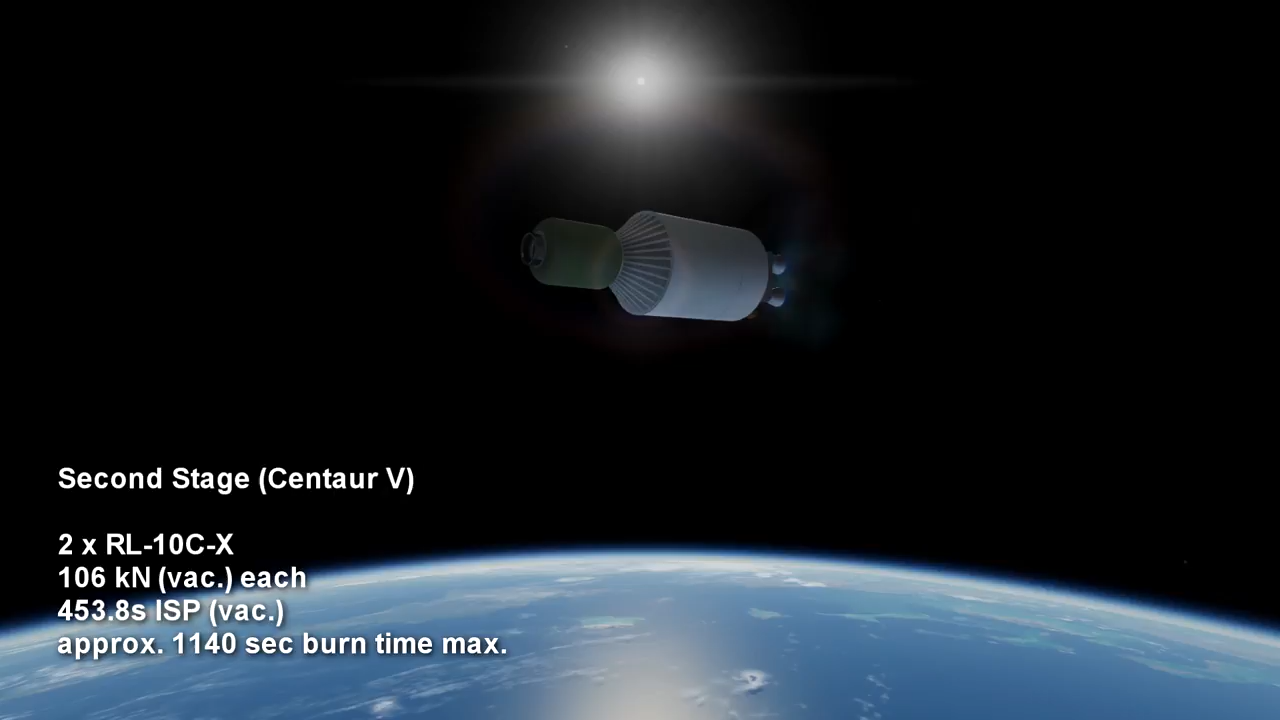 Second Stage (Centaur V)
2 x RL-10C-X
106 kN (vac.) each
453.8s ISP (vac.)
approx. 1140 sec burn time max.